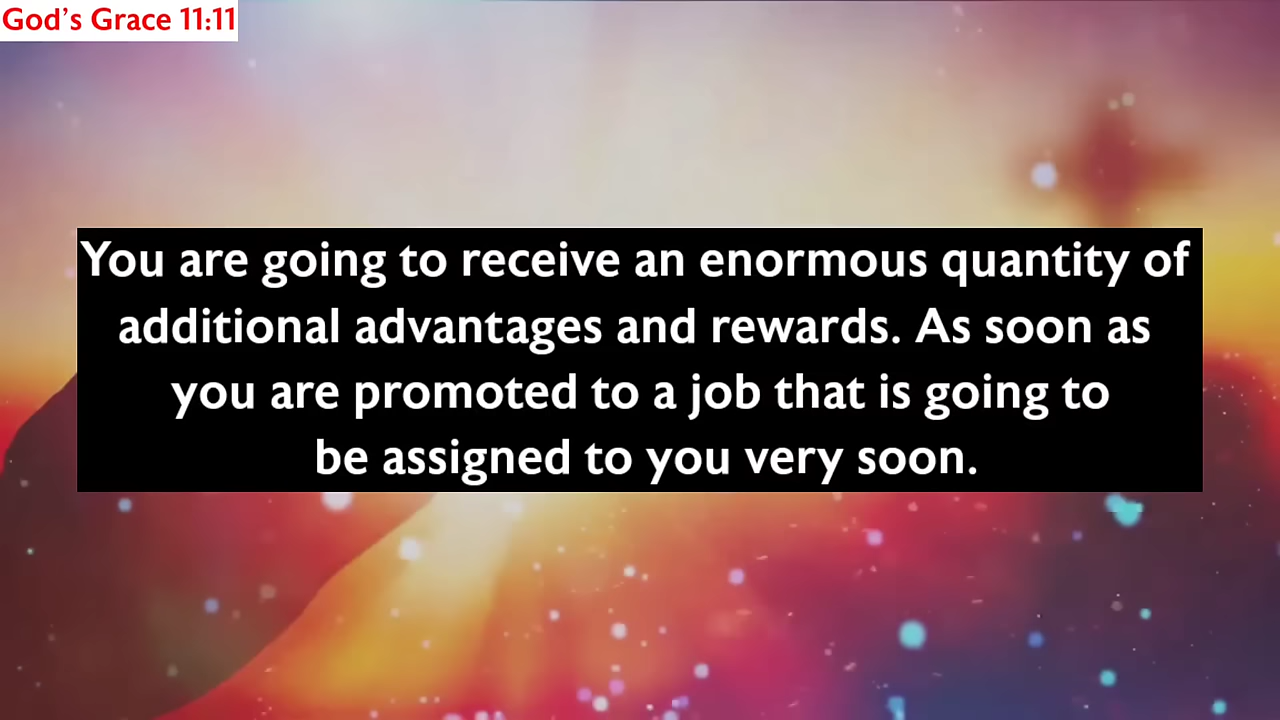 God's Grace 11:11
You are going to receive an enormous quantity of
additional advantages and rewards. As soon as
you are promoted to a job that is going to
be assigned to you very soon.